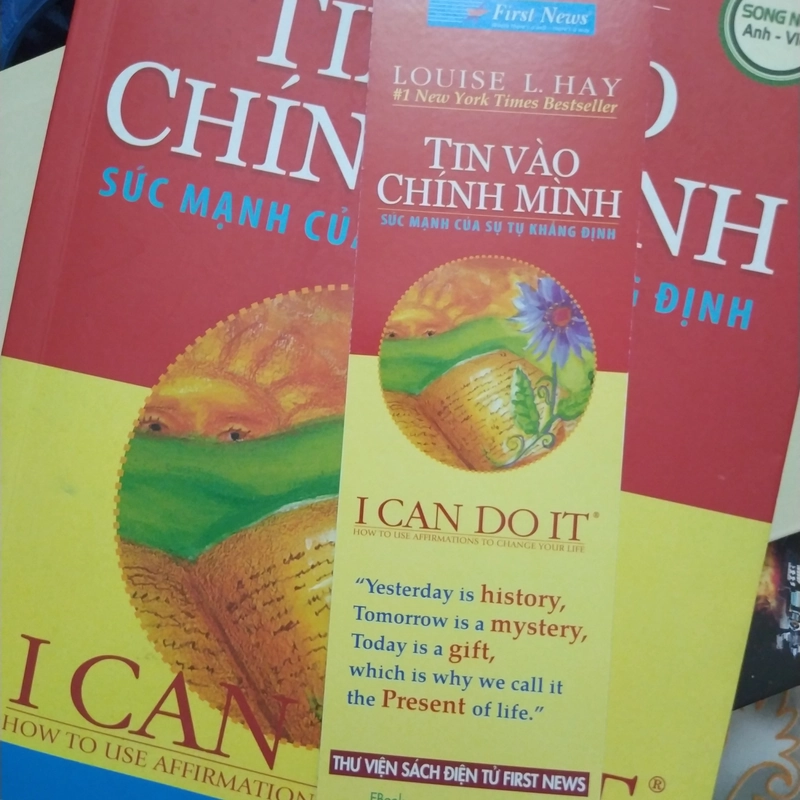 First News
LOUISE L. HAY
#1 New York Times Bestseller
TIN VÀO
CHÍNH MÌNH
SỨC MẠNH CỦA SỰ TỰ KHẲNG ĐỊNH
I CAN DO IT®
HOW TO USE AFFIRMATIONS TO CHANGE YOUR LIFE
“Yesterday is history,
Tomorrow is a mystery,
Today is a gift,
which is why we call it
the Present of life.”
THƯ VIỆN SÁCH ĐIỆN TỬ FIRST NEWS
SONG
Anh - Vi
CHÍN NH
SỨC MẠNH CỦA ĐỊNH
I CAN ®
HOW TO USE AFFIRMATION